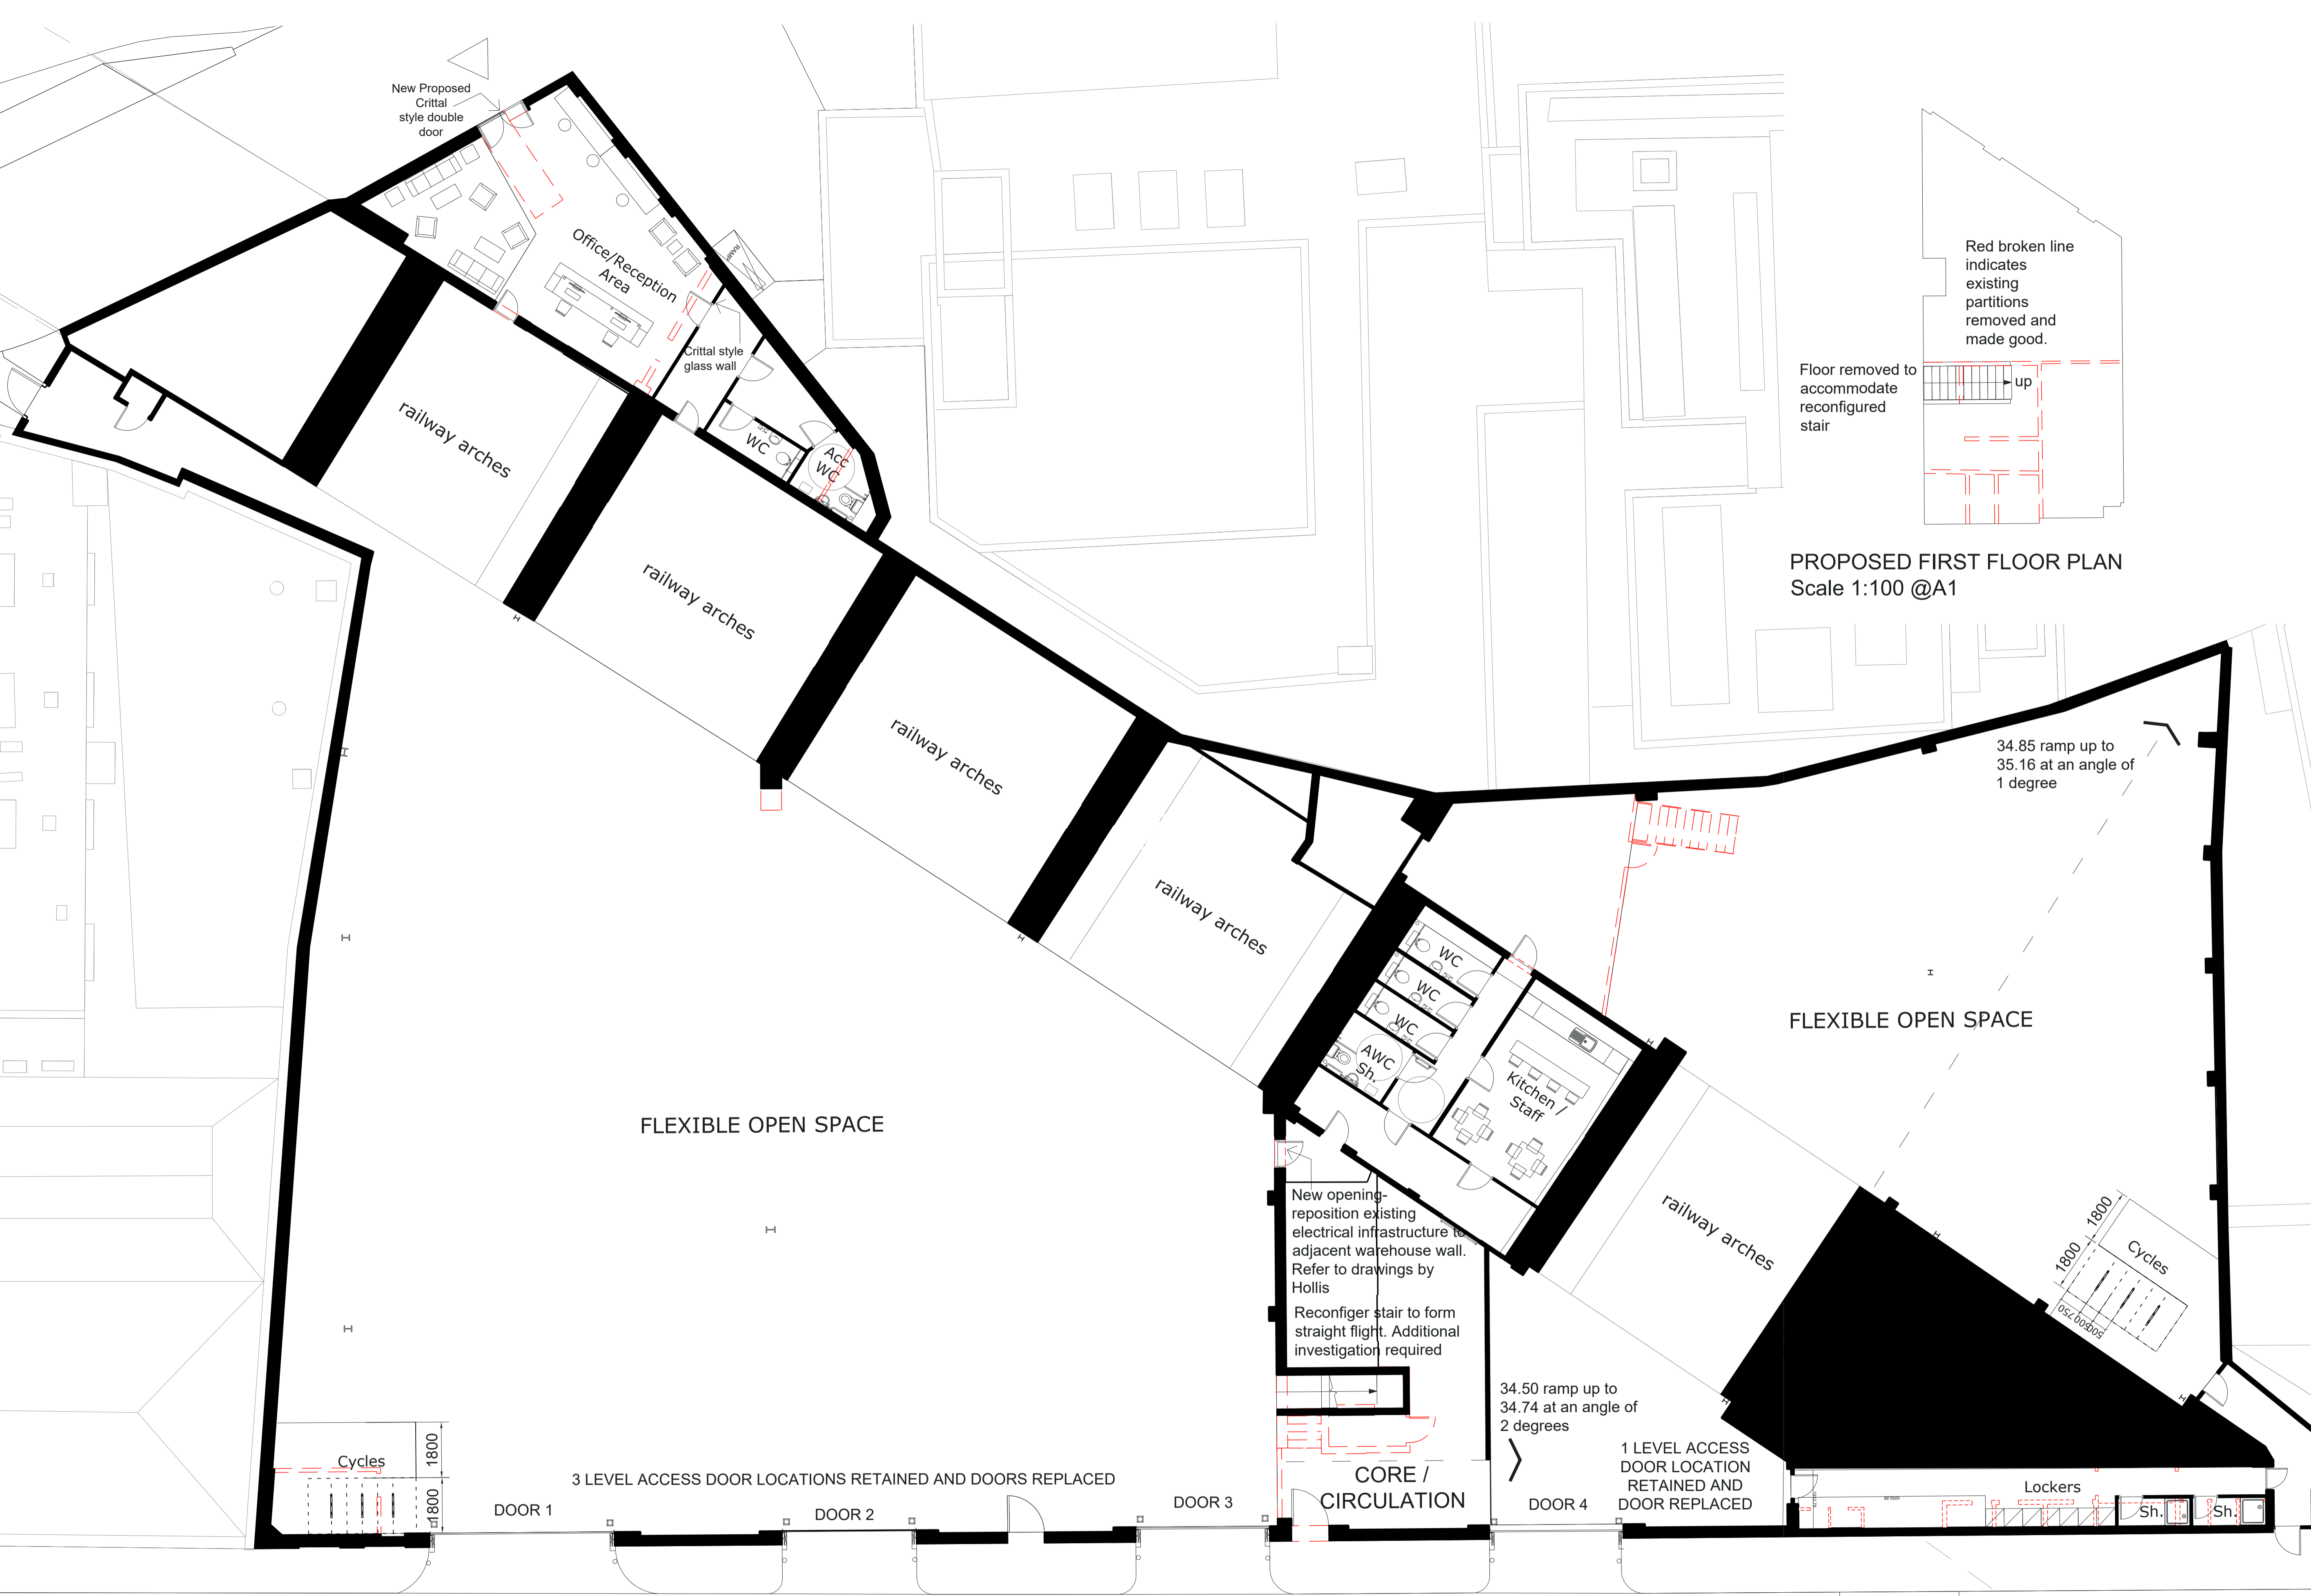 New Proposed
Crittal
style double
door
Office/Reception
Area
RAMP
Crittal style
glass wall
WC
Acc
WC
railway arches
railway arches
railway arches
railway arches
railway arches
Red broken line
indicates
existing
partitions
removed and
made good.
Floor removed to
accommodate
reconfigured
stair
up
PROPOSED FIRST FLOOR PLAN
Scale 1:100 @A1
34.85 ramp up to
35.16 at an angle of
1 degree
FLEXIBLE OPEN SPACE
WC
WC
WC
AWC
Sh.
Kitchen /
Staff
FLEXIBLE OPEN SPACE
New opening-
reposition existing
electrical infrastructure to
adjacent warehouse wall.
Refer to drawings by
Hollis
Reconfiger stair to form
straight flight. Additional
investigation required
1800
1800
Cycles
750
500
500
34.50 ramp up to
34.74 at an angle of
2 degrees
1 LEVEL ACCESS
DOOR LOCATION
RETAINED AND
DOOR REPLACED
Cycles
1800
1800
3 LEVEL ACCESS DOOR LOCATIONS RETAINED AND DOORS REPLACED
DOOR 1
DOOR 2
DOOR 3
CORE /
CIRCULATION
DOOR 4
Lockers
Sh.
Sh.